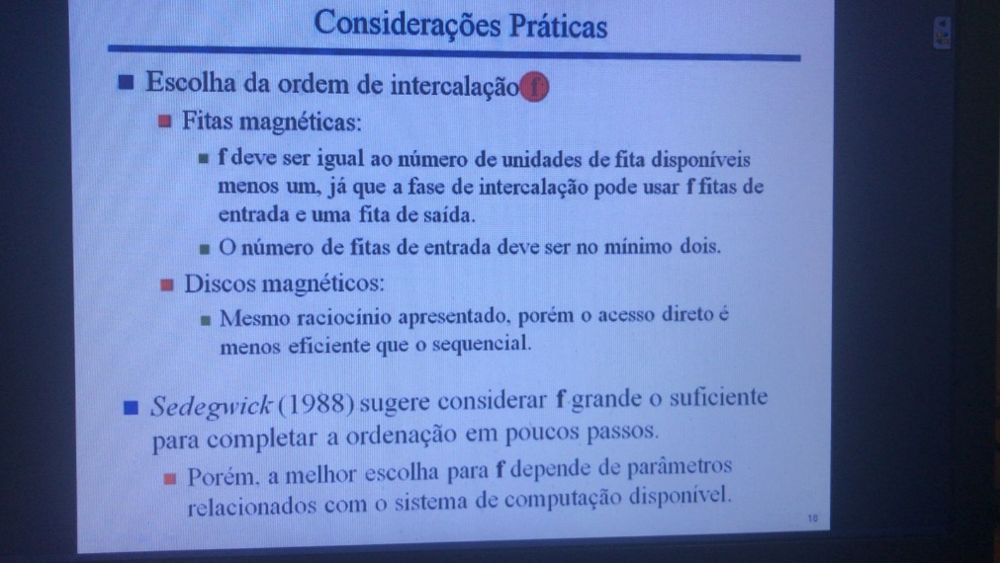 Considerações Práticas
Escolha da ordem de intercalação f
Fitas magnéticas:
f deve ser igual ao número de unidades de fita disponíveis
menos um, já que a fase de intercalação pode usar f fitas de
entrada e uma fita de saída.
O número de fitas de entrada deve ser no mínimo dois.
Discos magnéticos:
Mesmo raciocínio apresentado, porém o acesso direto é
menos eficiente que o sequencial.
Sedegwick (1988) sugere considerar f grande o suficiente
para completar a ordenação em poucos passos.
Porém, a melhor escolha para f depende de parâmetros
relacionados com o sistema de computação disponível.